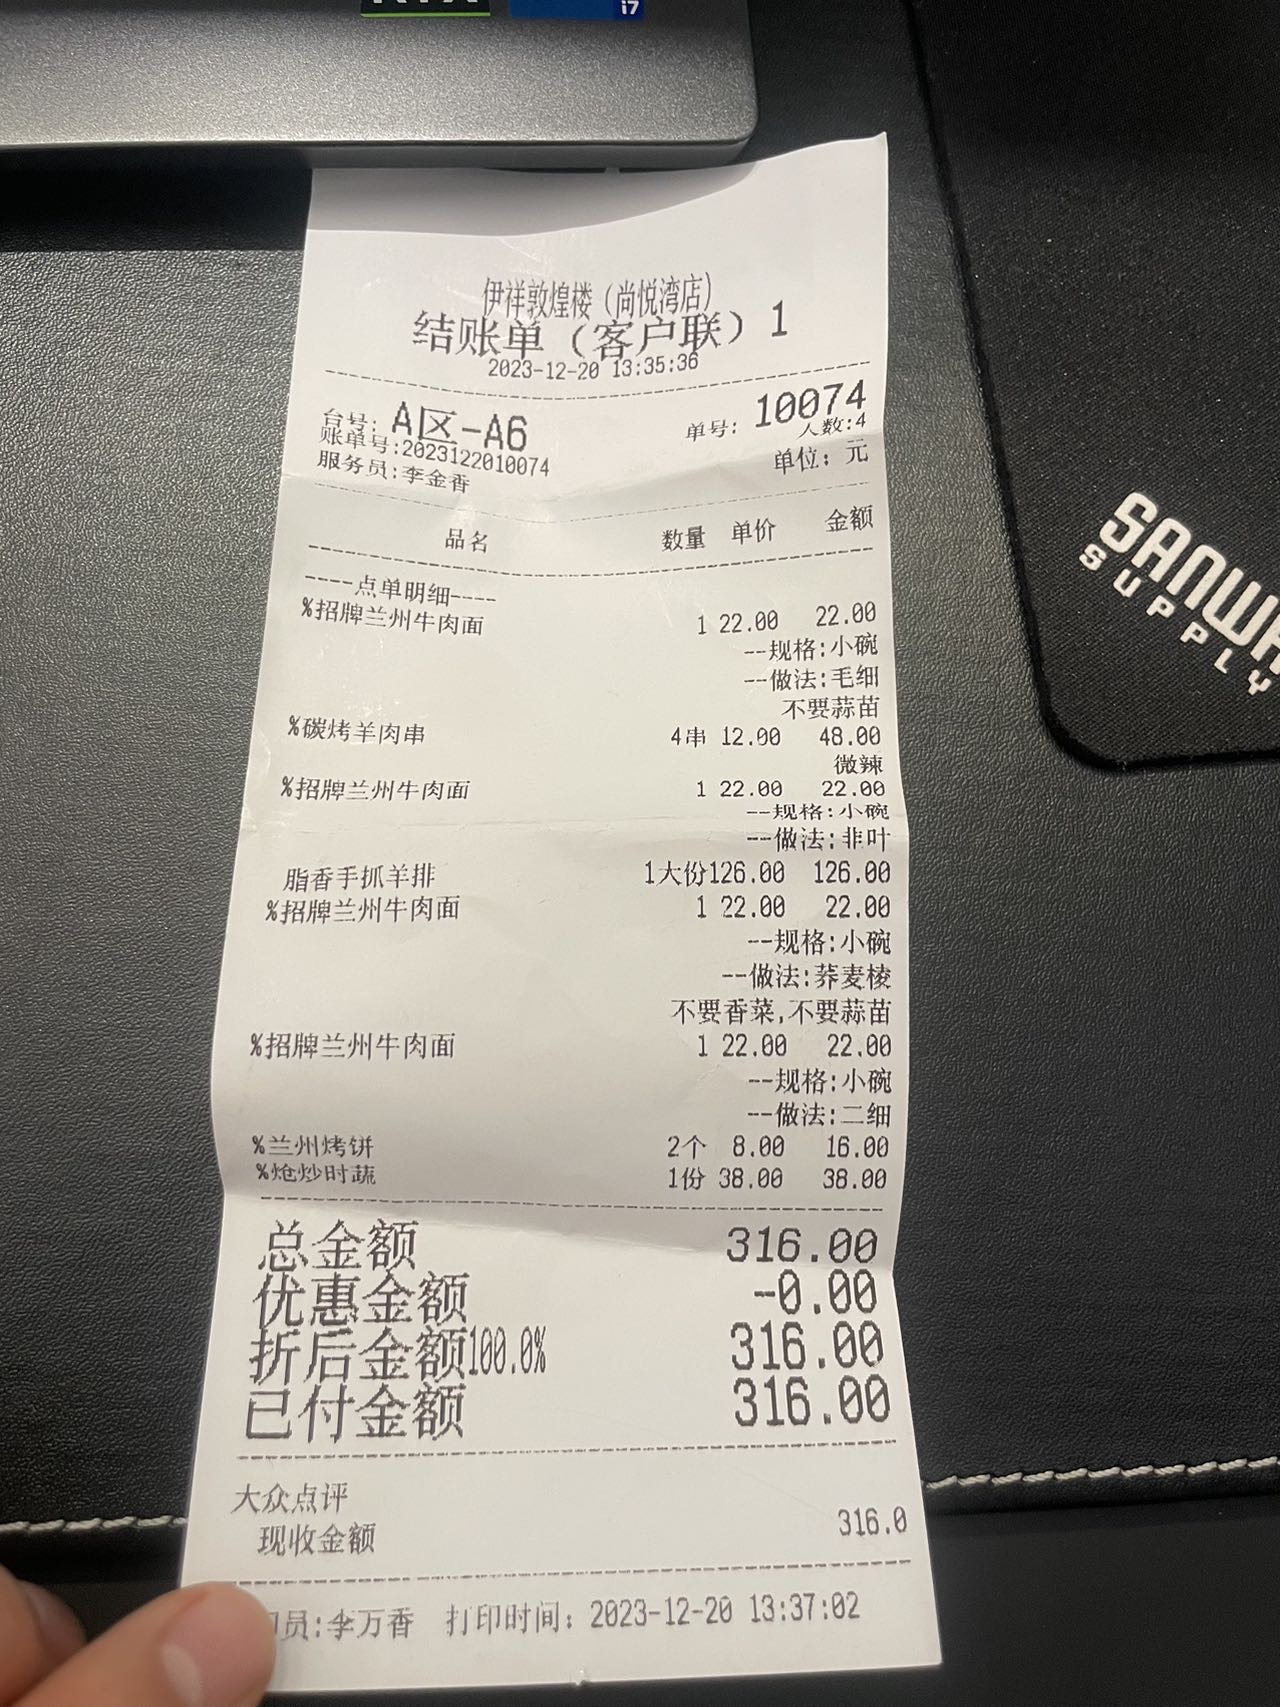 i7
SANWA
SUPPLY
伊祥敦煌楼（尚悦湾店）
结账单（客户联）1
2023-12-20 13:35:36
台号: A区-A6 单号: 10074
账单号:2023122010074 人数:4
服务员:李金香 单位: 元
品名 数量 单价 金额
----点单明细----
%招牌兰州牛肉面 1 22.00 22.00
--规格:小碗
--做法:毛细
不要蒜苗
%碳烤羊肉串 4串 12.00 48.00
微辣
%招牌兰州牛肉面 1 22.00 22.00
--规格:小碗
--做法:韭叶
脂香手抓羊排 1大份126.00 126.00
%招牌兰州牛肉面 1 22.00 22.00
--规格:小碗
--做法:荞麦棱
不要香菜,不要蒜苗
%招牌兰州牛肉面 1 22.00 22.00
--规格:小碗
--做法:二细
%兰州烤饼 2个 8.00 16.00
%炝炒时蔬 1份 38.00 38.00
总金额 316.00
优惠金额 -0.00
折后金额100.0% 316.00
已付金额 316.00
大众点评
现收金额 316.0
员:李万香 打印时间: 2023-12-20 13:37:02